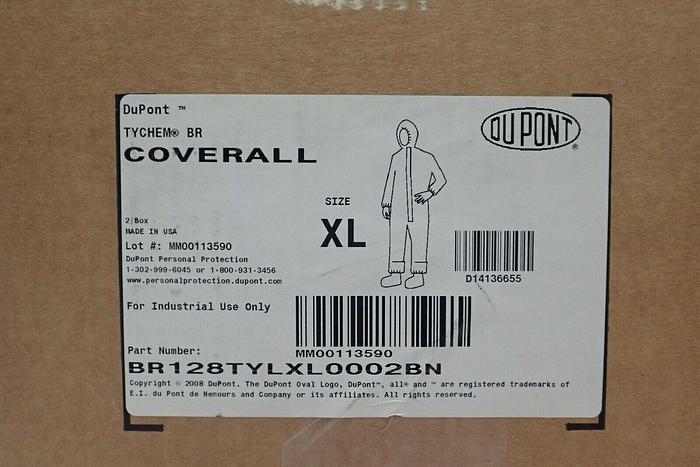 DuPont ™
TYCHEM® BR
COVERALL
DU PONT®
SIZE
XL
2/Box
MADE IN USA
Lot #: MM00113590
DuPont Personal Protection
1-302-999-6045 or 1-800-931-3456
www.personalprotection.dupont.com
D14136655
For Industrial Use Only
MM00113590
Part Number:
BR128TYLXL0002BN
Copyright © 2008 DuPont. The DuPont Oval Logo, DuPont™, all® and ™ are registered trademarks of
E.I. du Pont de Nemours and Company or its affiliates. All rights reserved.